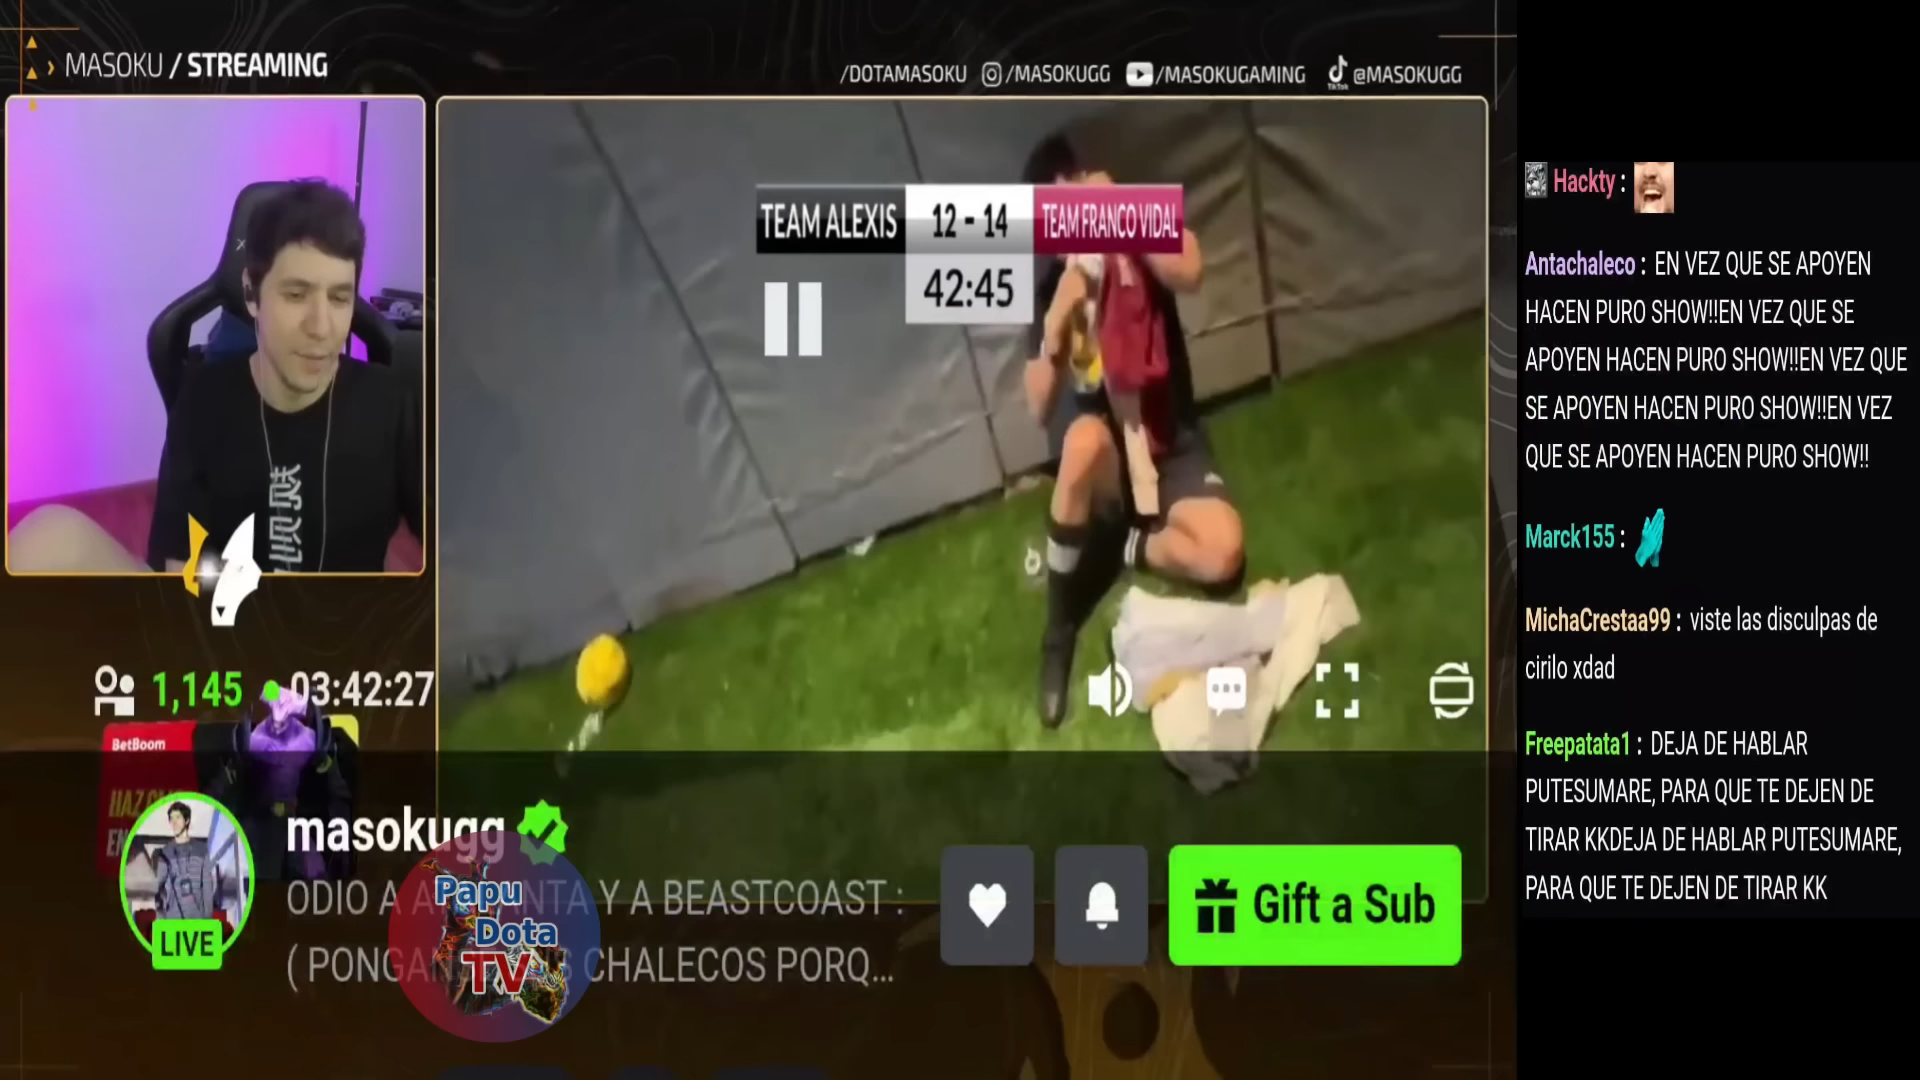 MASOKU / STREAMING
/DOTAMASOKU /MASOKUGG /MASOKUGAMING TikTok @MASOKUGG
TEAM ALEXIS 12 - 14 TEAM FRANCO VIDAL
42:45
1,145 03:42:27
BetBoom
masokugg
ODIO A A NTA Y A BEASTCOAST :
( PONGAN CHALECOS PORQ...
LIVE
Papu
Dota
TV
Gift a Sub
Hackty :
Antachaleco : EN VEZ QUE SE APOYEN
HACEN PURO SHOW!!EN VEZ QUE SE
APOYEN HACEN PURO SHOW!!EN VEZ QUE
SE APOYEN HACEN PURO SHOW!!EN VEZ
QUE SE APOYEN HACEN PURO SHOW!!
Marck155 :
MichaCrestaa99 : viste las disculpas de
cirilo xdad
Freepatata1 : DEJA DE HABLAR
PUTESUMARE, PARA QUE TE DEJEN DE
TIRAR KKDEJA DE HABLAR PUTESUMARE,
PARA QUE TE DEJEN DE TIRAR KK